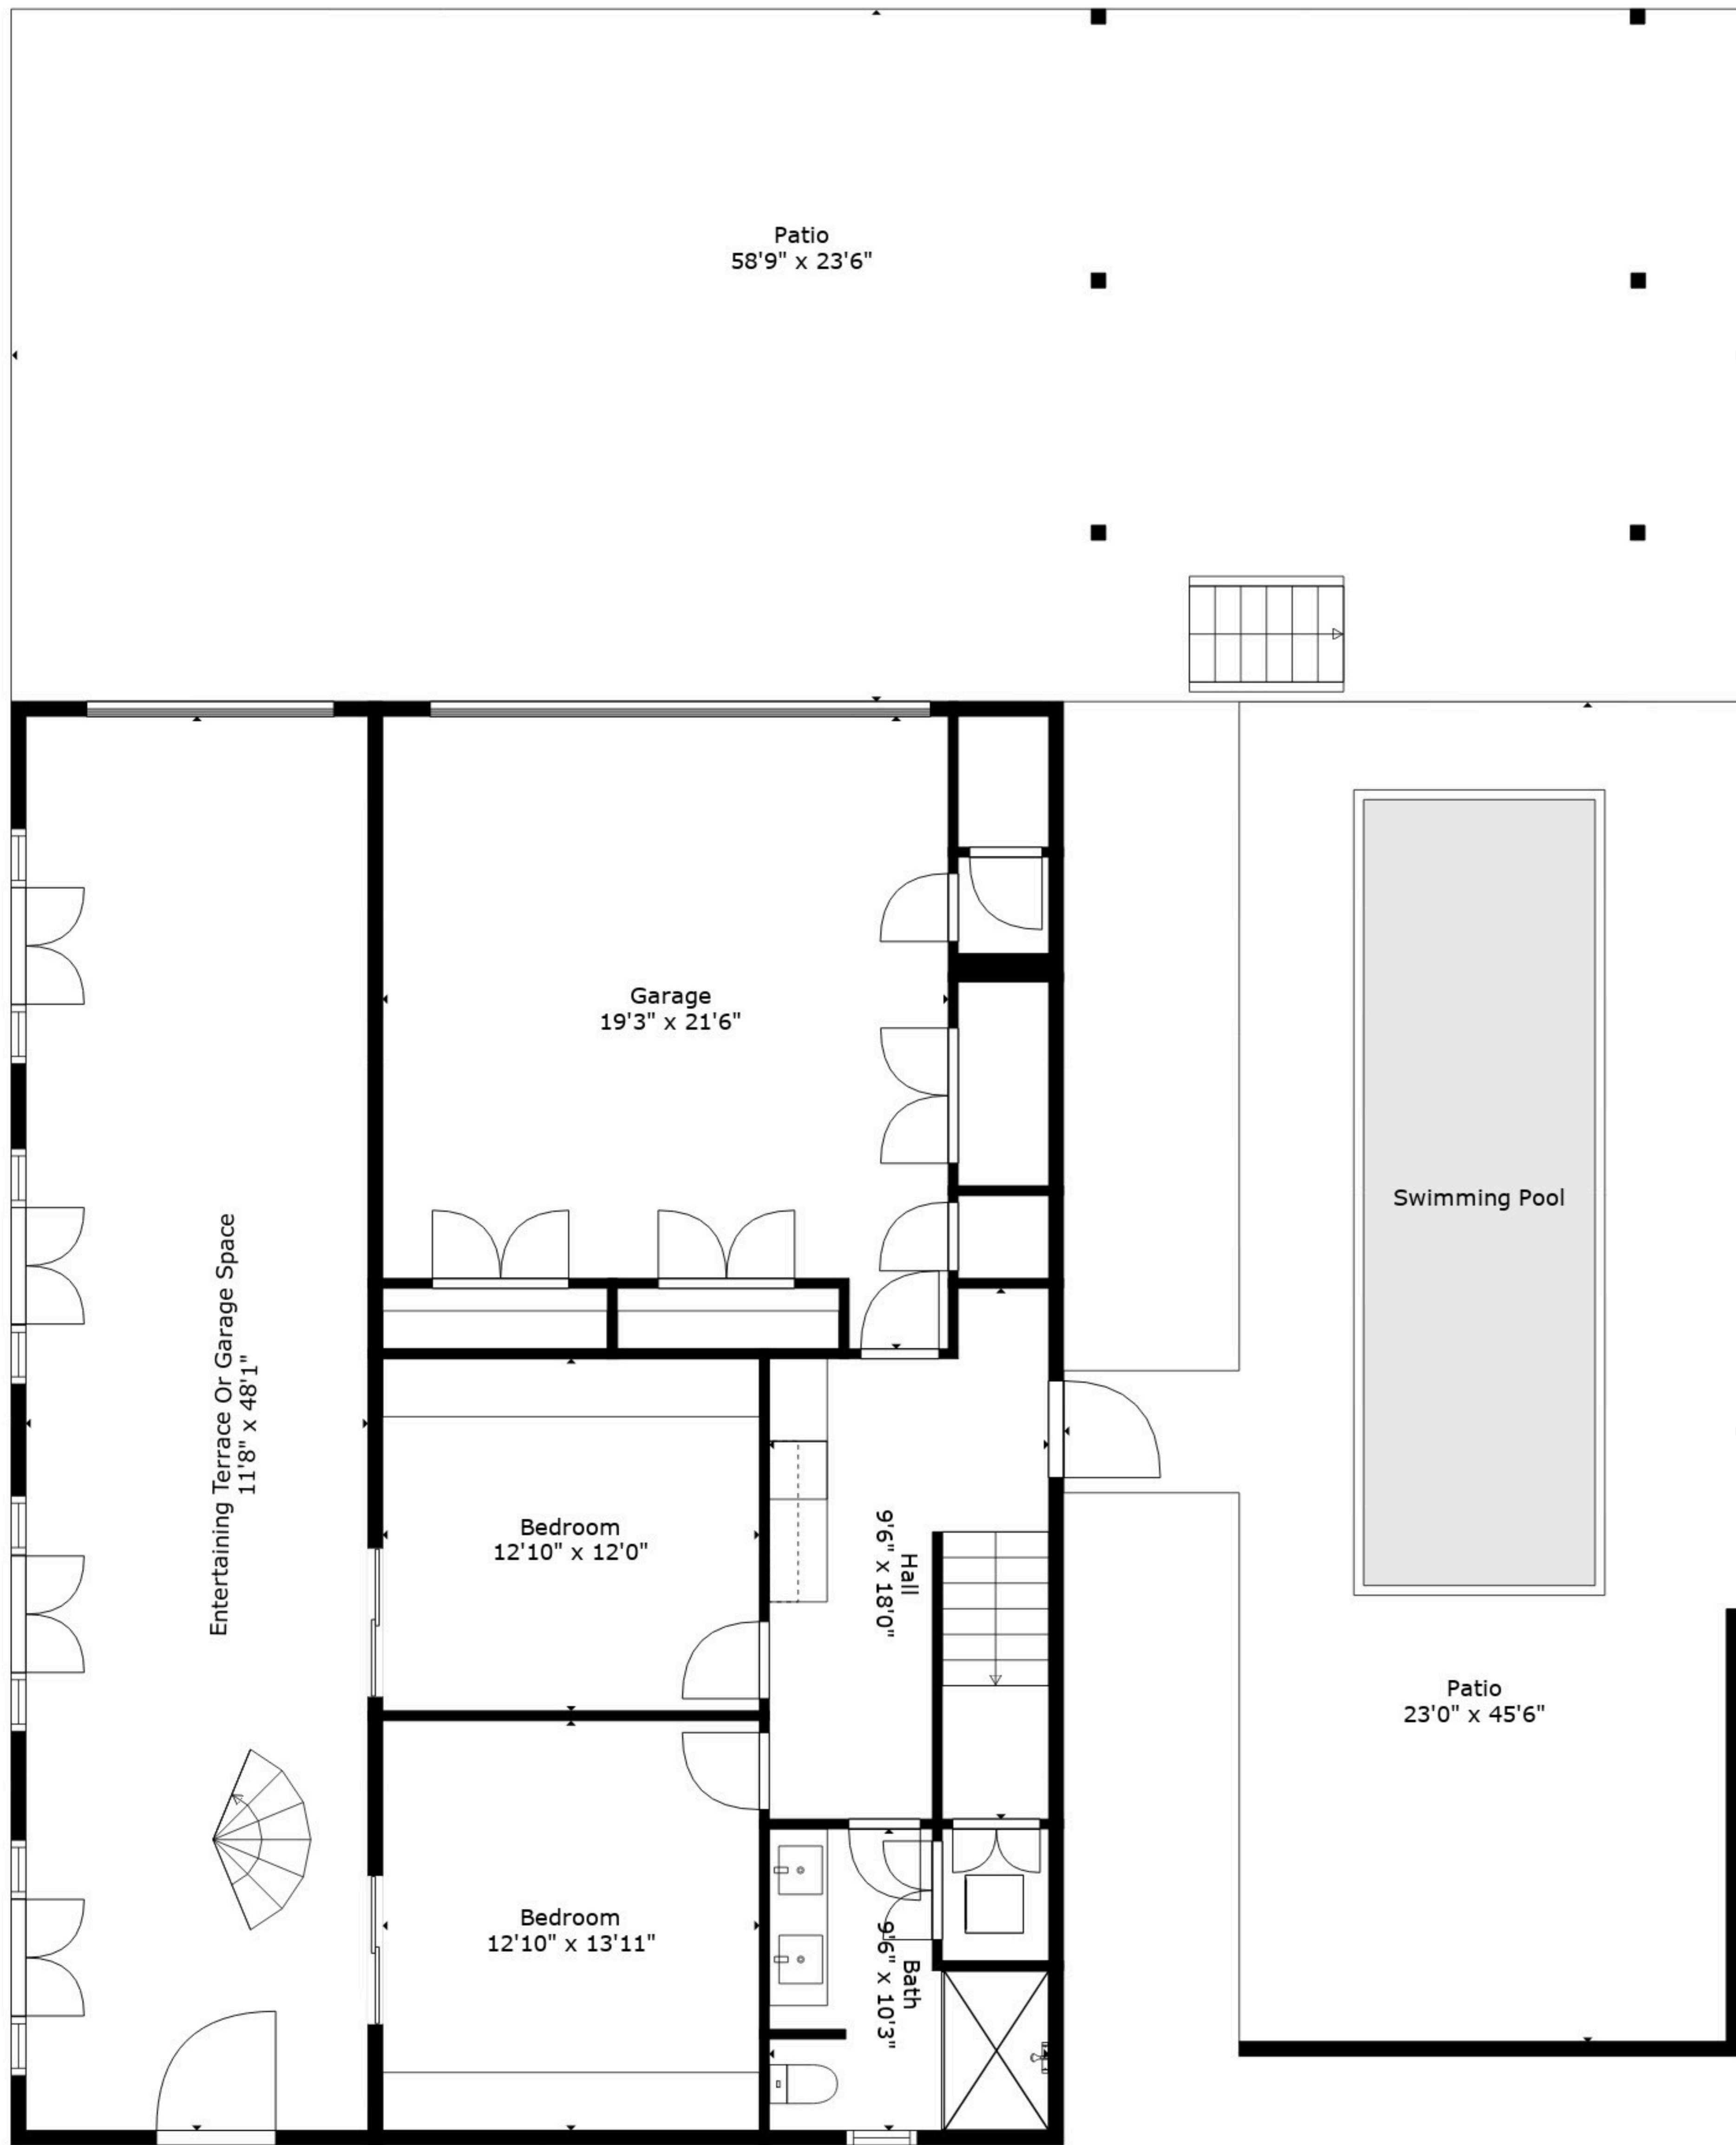 Patio
58'9" x 23'6"
Garage
19'3" x 21'6"
Swimming Pool
Entertaining Terrace Or Garage Space
11'8" x 48'1"
Bedroom
12'10" x 12'0"
Hall
9'6" x 18'0"
Patio
23'0" x 45'6"
Bedroom
12'10" x 13'11"
Bath
9'6" x 10'3"